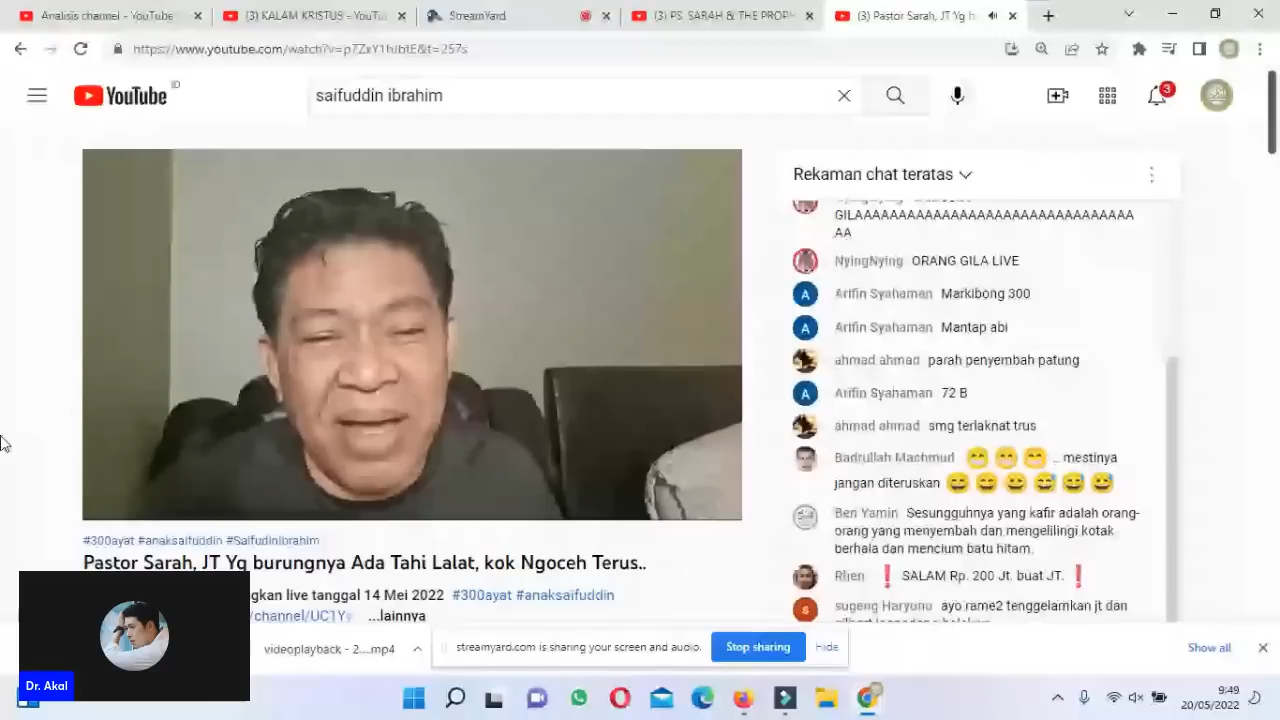 (3) KALAM KRISTUS - YouTu
StreamYard
(3) PS. SARAH & THE PROPH
(3) Pastor Sarah, JT Yg b
https://www.youtube.com/watch?v=p7ZxY1hJbtE&t=257s
YouTube ID
saifuddin ibrahim
3
Rekaman chat teratas
GILAAAAAAAAAAAAAAAAAAAAAAAAAAAAAAA
AA
NyingNying ORANG GILA LIVE
Arifin Syahaman Markibong 300
Arifin Syahaman Mantap abi
ahmad ahmad parah penyembah patung
Arifin Syahaman 72 B
ahmad ahmad smg terlaknat trus
Badrullah Machmud 😁 😁 😁 ... mestinya
jangan diteruskan 😄 😄 😄 😅 😅 😅
Ben Yamin Sesungguhnya yang kafir adalah orang-
orang yang menyembah dan mengelilingi kotak
berhala dan mencium batu hitam.
Rhen ❗ SALAM Rp. 200 Jt. buat JT. ❗
sugeng Haryono ayo rame2 tenggelamkan jt dan
#300ayat #anaksaifuddin #SaifudinIbrahim
Pastor Sarah, JT Yg burungnya Ada Tahi Lalat, kok Ngoceh Terus..
gkan live tanggal 14 Mei 2022 #300ayat #anaksaifuddin
/channel/UC1Y... ...lainnya
Dr. Akal
videoplayback - 2....mp4
streamyard.com is sharing your screen and audio.
Stop sharing
Hide
Show all
9:49
20/05/2022